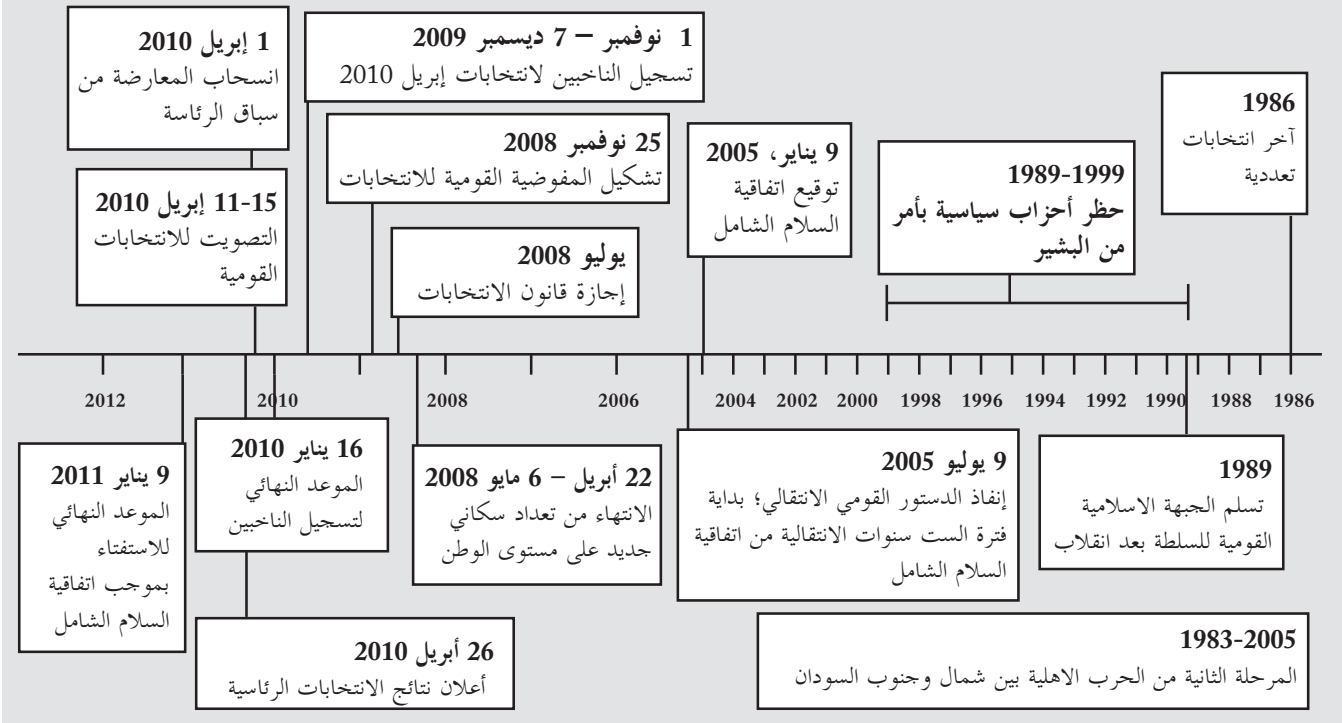 1986
آخر انتخابات
تعددية
1989-1999
حظر أحزاب سياسية بأمر
من البشير
9 يناير، 2005
توقيع اتفاقية
السلام الشامل
1 نوفمبر – 7 ديسمبر 2009
تسجيل الناخبين لانتخابات إبريل 2010
25 نوفمبر 2008
تشكيل المفوضية القومية للانتخابات
يوليو 2008
إجازة قانون الانتخابات
1 إبريل 2010
انسحاب المعارضة من
سباق الرئاسة
11-15 إبريل 2010
التصويت للانتخابات
القومية
1986 1988 1990 1992 1994 1996 1998 2000 2002 2004 2006 2008 2010 2012
1989
تسلم الجبهة الاسلامية
القومية للسلطة بعد انقلاب
9 يوليو 2005
إنفاذ الدستور القومي الانتقالي؛ بداية
فترة الست سنوات الانتقالية من اتفاقية
السلام الشامل
22 أبريل – 6 مايو 2008
الانتهاء من تعداد سكاني
جديد على مستوى الوطن
16 يناير 2010
الموعد النهائي
لتسجيل الناخبين
9 يناير 2011
الموعد النهائي
للاستفتاء
بموجب اتفاقية
السلام الشامل
26 أبريل 2010
أعلان نتائج الانتخابات الرئاسية
1983-2005
المرحلة الثانية من الحرب الاهلية بين شمال وجنوب السودان